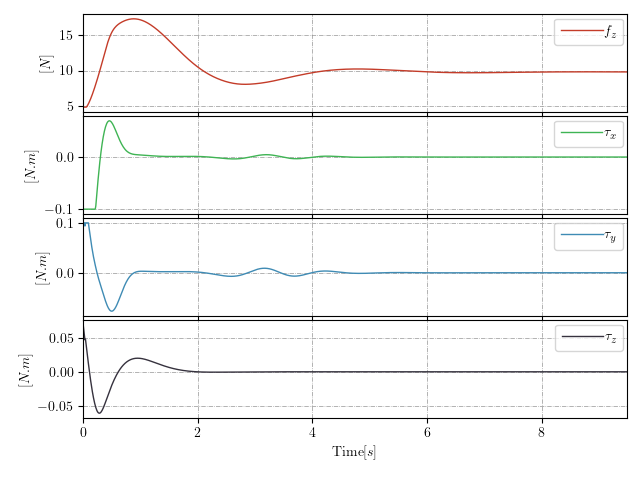 15
10
5
[N]
f_z
0.0
−0.1
[N.m]
τ_x
0.1
0.0
[N.m]
τ_y
0.05
0.00
−0.05
[N.m]
τ_z
0 2 4 6 8
Time[s]